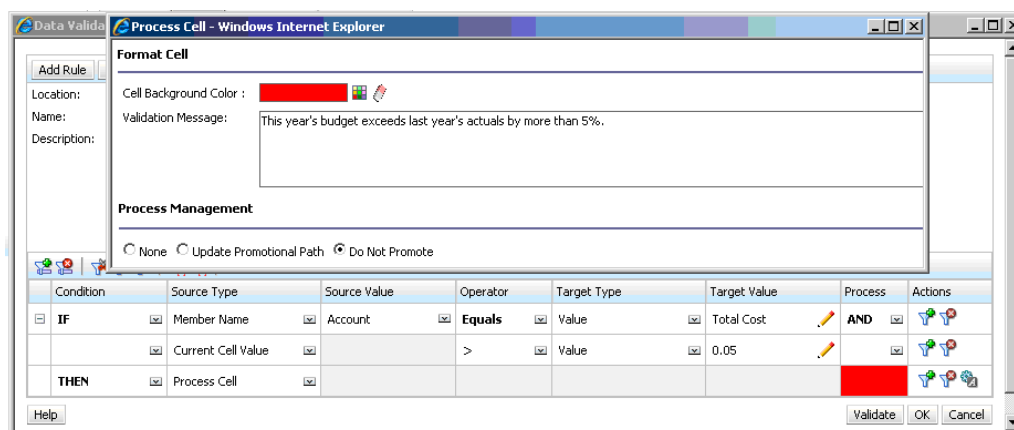 Data Valida
Process Cell - Windows Internet Explorer
Format Cell
Add Rule
Location:
Cell Background Color :
Name:
Validation Message:
This year's budget exceeds last year's actuals by more than 5%.
Description:
Process Management
None Update Promotional Path Do Not Promote
Condition Source Type Source Value Operator Target Type Target Value Process Actions
IF Member Name Account Equals Value Total Cost AND
Current Cell Value > Value 0.05
THEN Process Cell
Help Validate OK Cancel